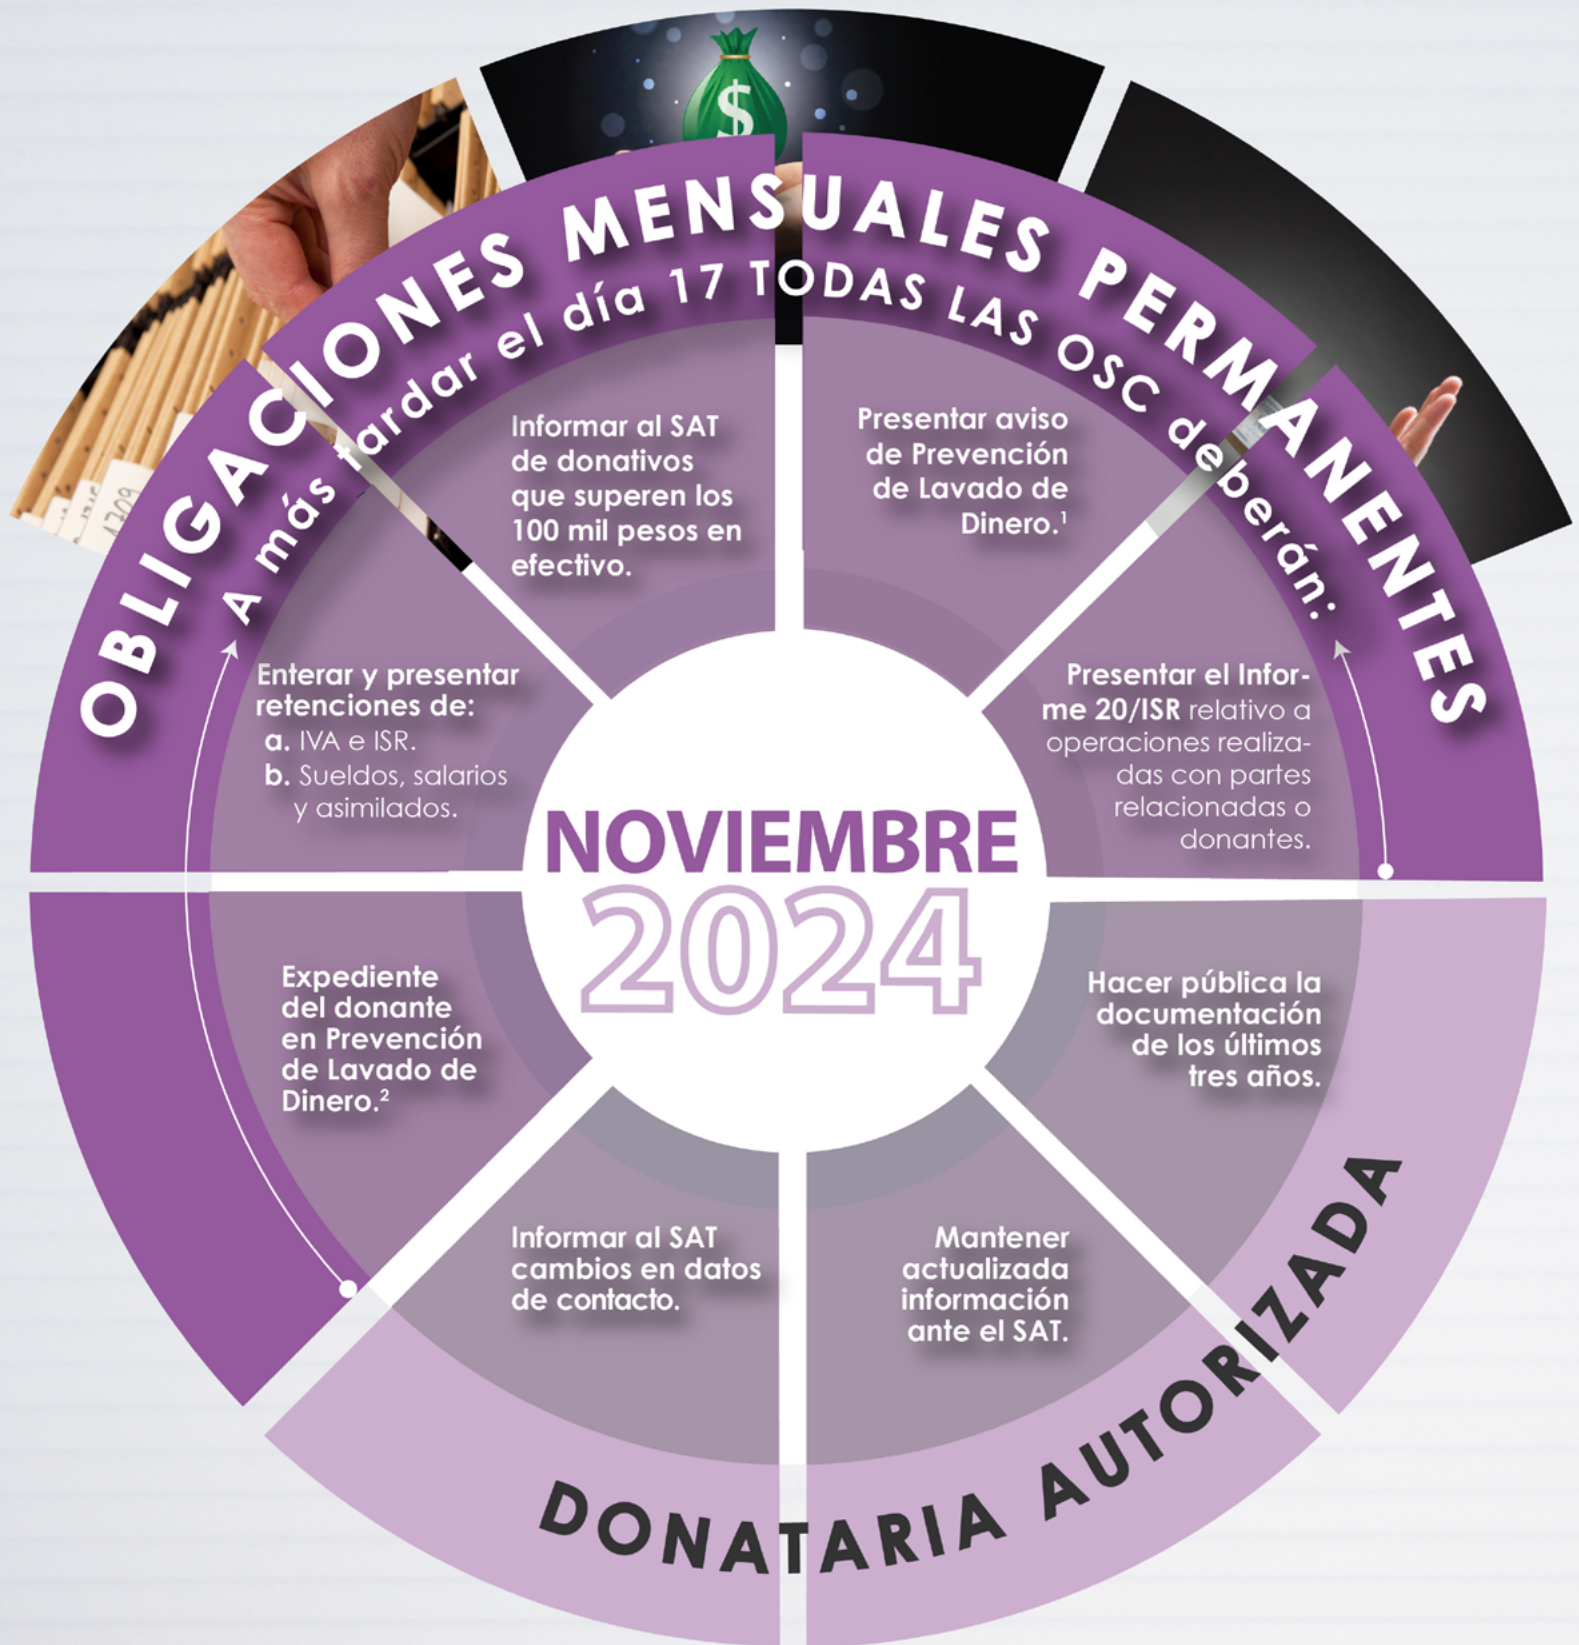 OBLIGACIONES MENSUALES PERMANENTES
A más tardar el día 17 TODAS LAS OSC deberán:
Informar al SAT
de donativos
que superen los
100 mil pesos en
efectivo.
Presentar aviso
de Prevención
de Lavado de
Dinero.¹
Enterar y presentar
retenciones de:
a. IVA e ISR.
b. Sueldos, salarios
y asimilados.
Presentar el Infor-
me 20/ISR relativo a
operaciones realiza-
das con partes
relacionadas o
donantes.
NOVIEMBRE
2024
Expediente
del donante
en Prevención
de Lavado de
Dinero.²
Hacer pública la
documentación
de los últimos
tres años.
Informar al SAT
cambios en datos
de contacto.
Mantener
actualizada
información
ante el SAT.
DONATARIA AUTORIZADA
$
1709